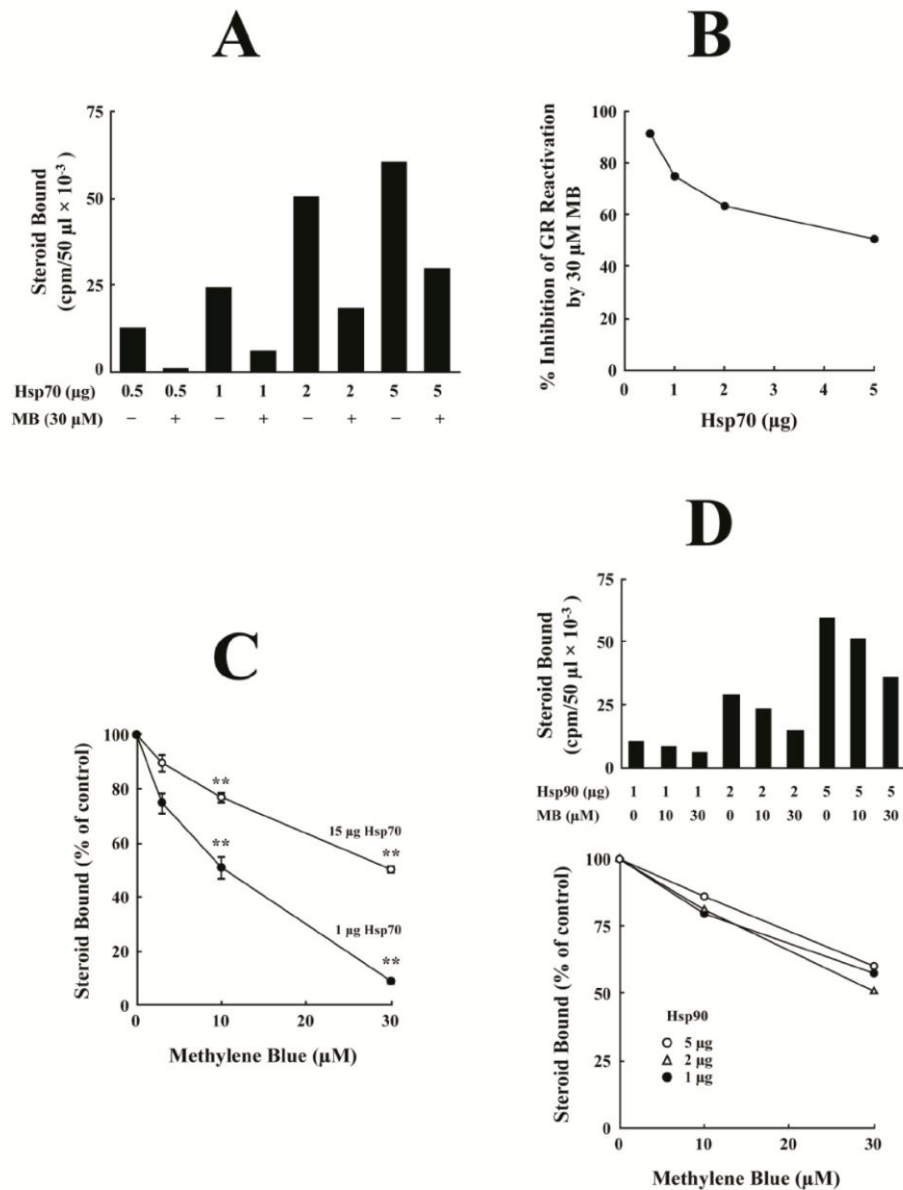 A
75
50
25
0
Steroid Bound
(cpm/50 µl × 10⁻³)
Hsp70 (µg) 0.5 0.5 1 1 2 2 5 5
MB (30 µM) − + − + − + − +
B
100
80
60
40
20
0
% Inhibition of GR Reactivation
by 30 µM MB
0 1 2 3 4 5
Hsp70 (µg)
C
100
80
60
40
20
0
Steroid Bound (% of control)
**
**
15 µg Hsp70
**
1 µg Hsp70
**
0 10 20 30
Methylene Blue (µM)
D
75
50
25
0
Steroid Bound
(cpm/50 µl × 10⁻³ )
Hsp90 (µg) 1 1 1 2 2 2 5 5 5
MB (µM) 0 10 30 0 10 30 0 10 30
100
75
50
25
0
Steroid Bound (% of control)
Hsp90
5 µg
2 µg
1 µg
0 10 20 30
Methylene Blue (µM)